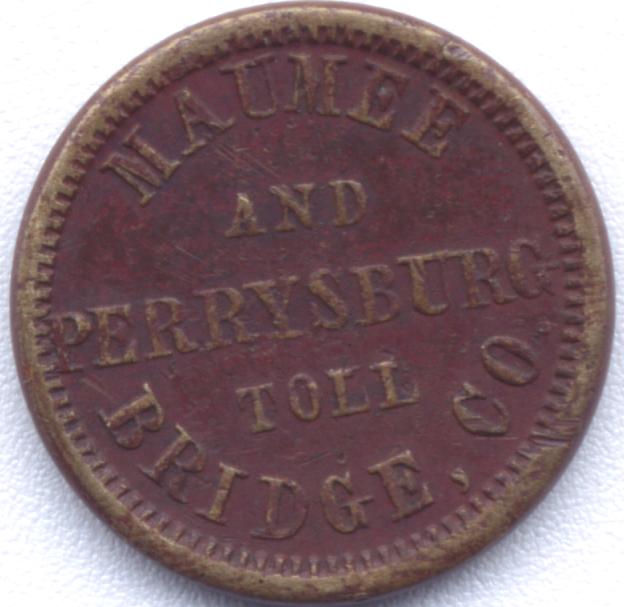 MAUMEE
AND
PERRYSBURG
TOLL
BRIDGE, CO.